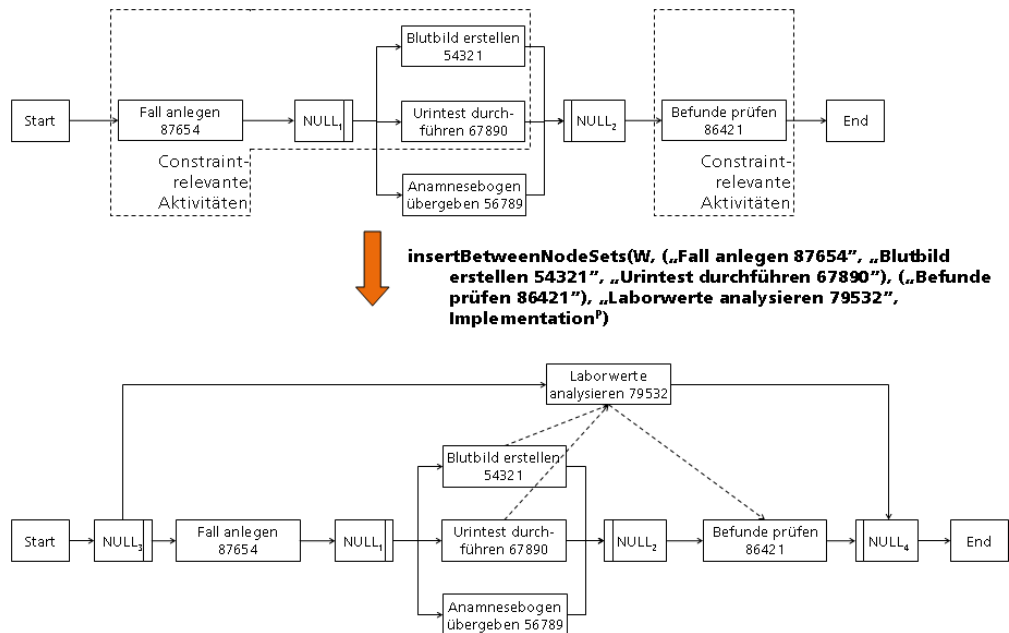 Blutbild erstellen
54321
Start
Fall anlegen
87654
NULL₁
Urintest durch-
führen 67890
NULL₂
Befunde prüfen
86421
End
Constraint-
relevante
Aktivitäten
Anamnesebogen
übergeben 56789
Constraint-
relevante
Aktivitäten
insertBetweenNodeSets(W, („Fall anlegen 87654”, „Blutbild
erstellen 54321”, „Urintest durchführen 67890”), („Befunde
prüfen 86421”), „Laborwerte analysieren 79532”,
Implementationᴾ)
Laborwerte
analysieren 79532
Blutbild erstellen
54321
Start
NULL₃
Fall anlegen
87654
NULL₁
Urintest durch-
führen 67890
NULL₂
Befunde prüfen
86421
NULL₄
End
Anamnesebogen
übergeben 56789